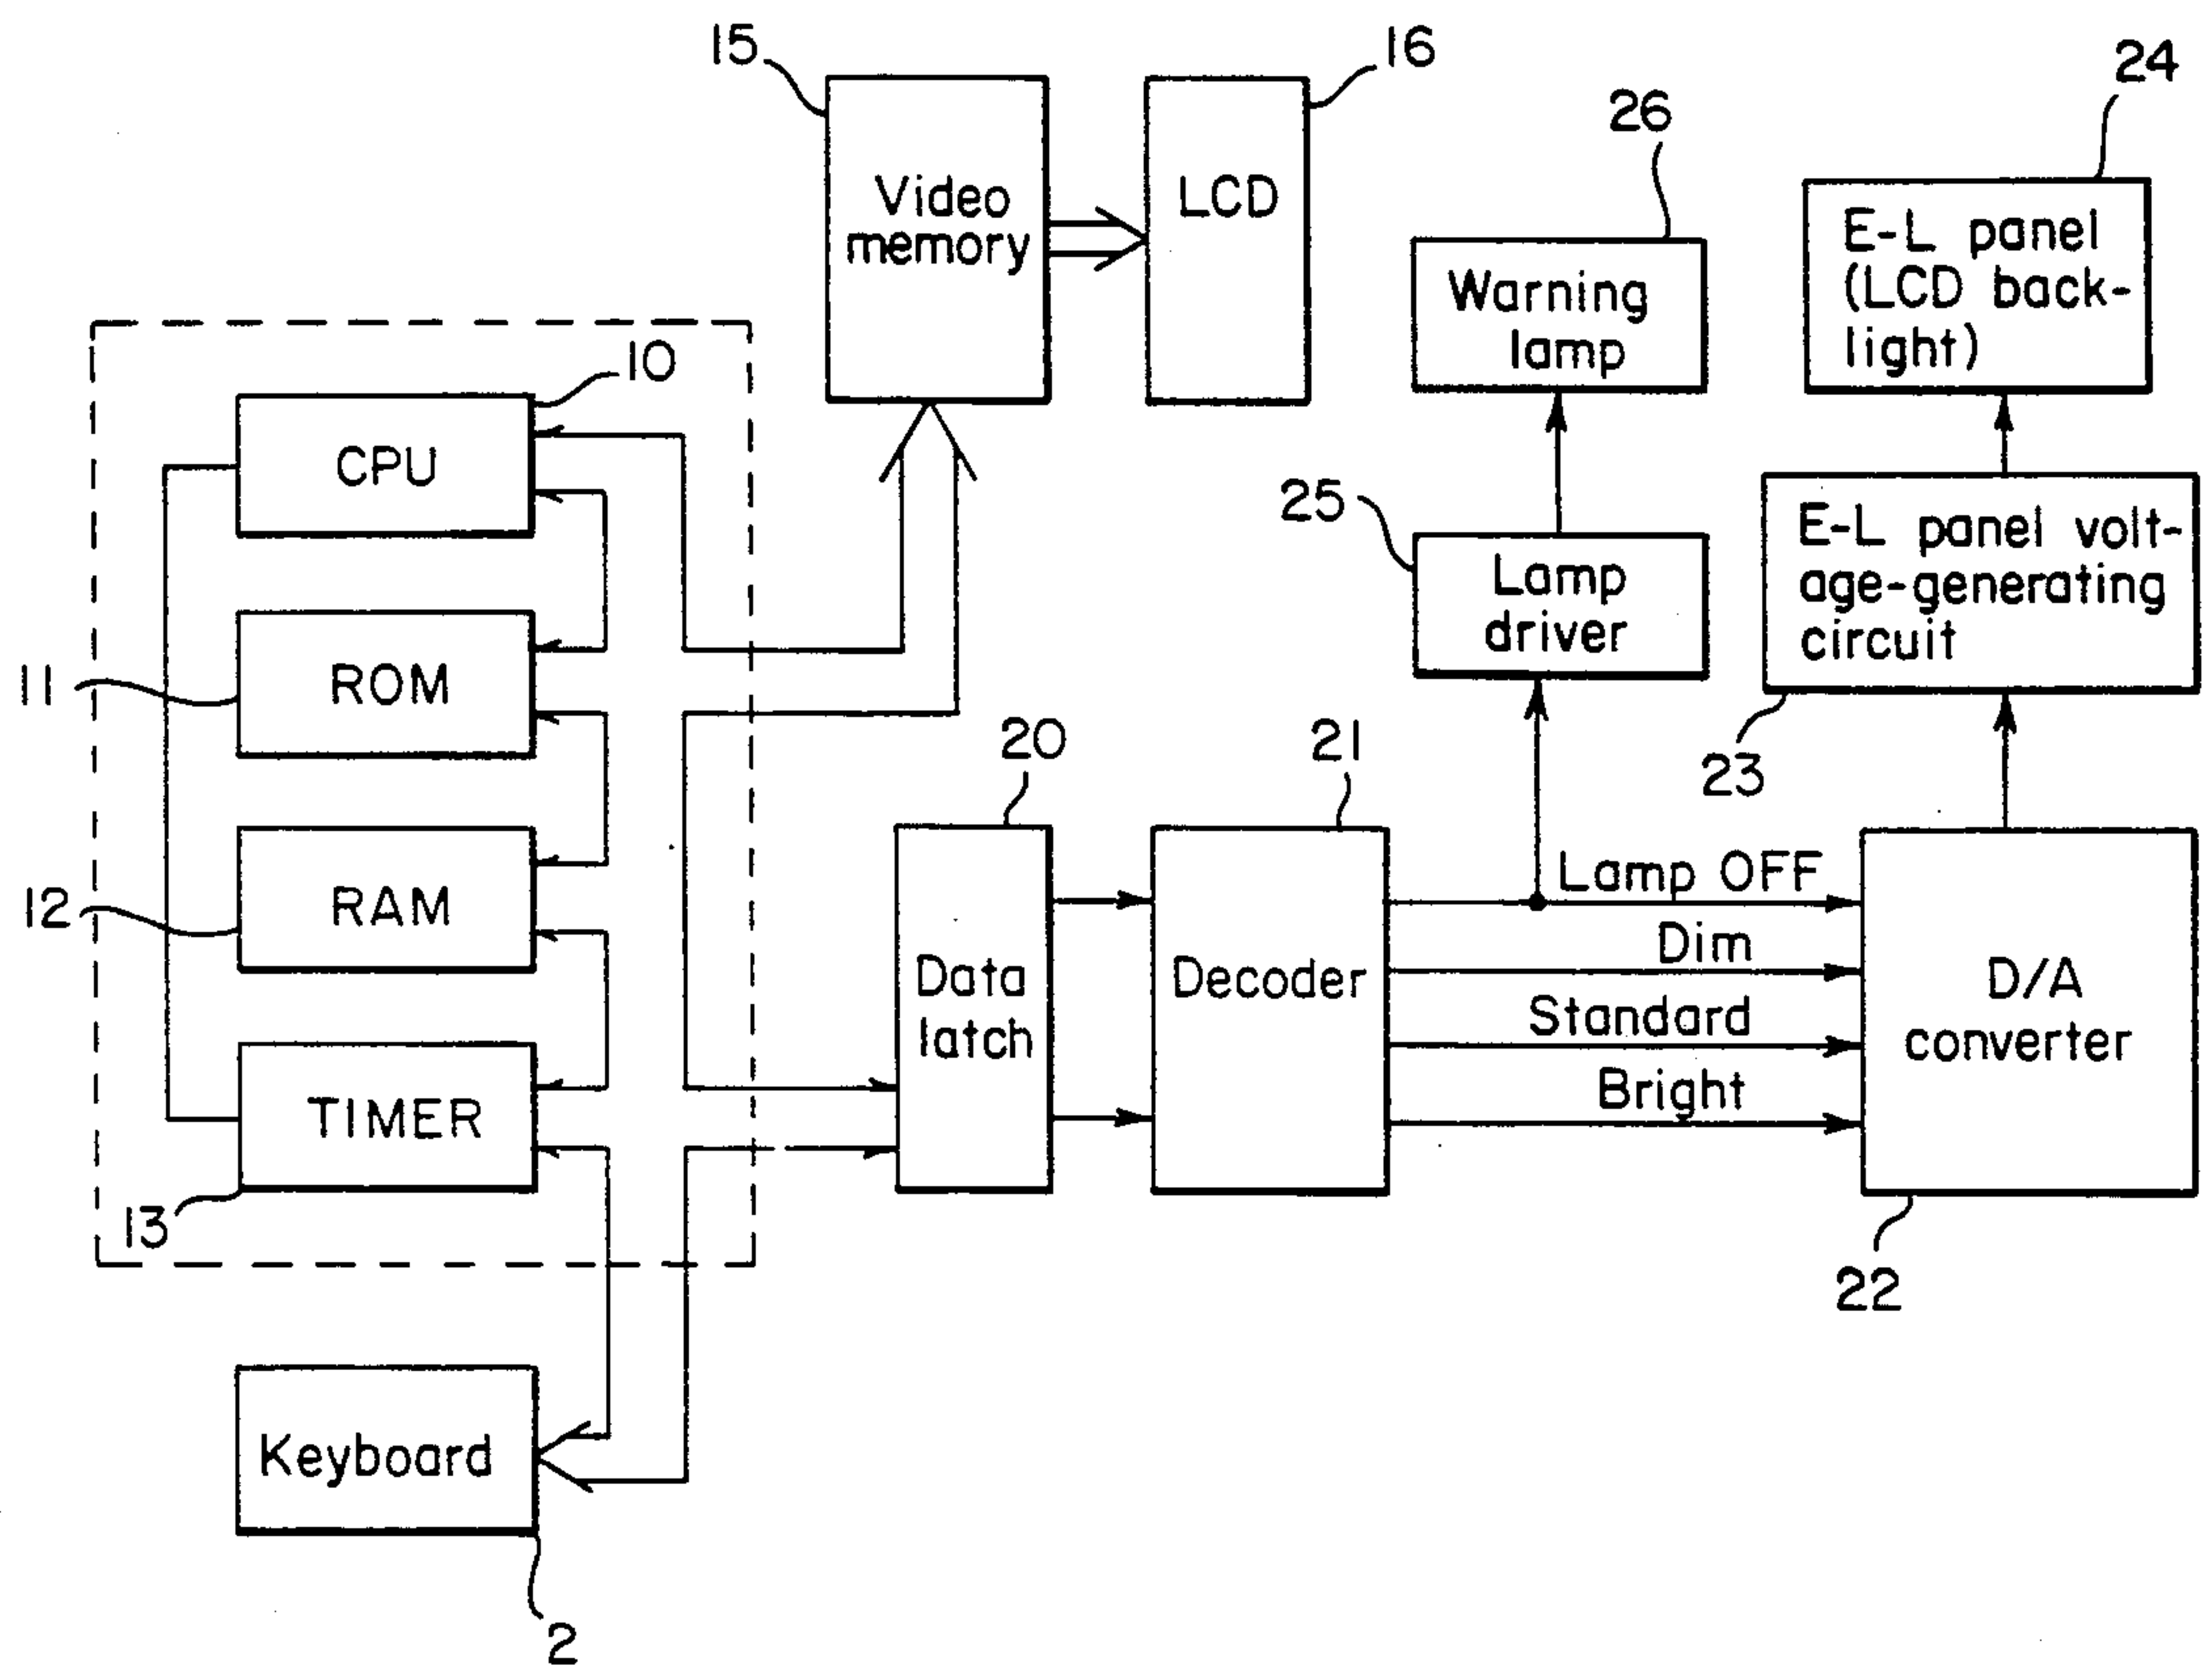 15
16
24
26
Video
memory
LCD
E-L panel
(LCD back-
light)
Warning
lamp
10
CPU
25
E-L panel volt-
age-generating
circuit
Lamp
driver
11
ROM
20
21
23
12
RAM
Lamp OFF
Dim
Standard
Bright
Data
latch
Decoder
D/A
converter
TIMER
13
22
Keyboard
2